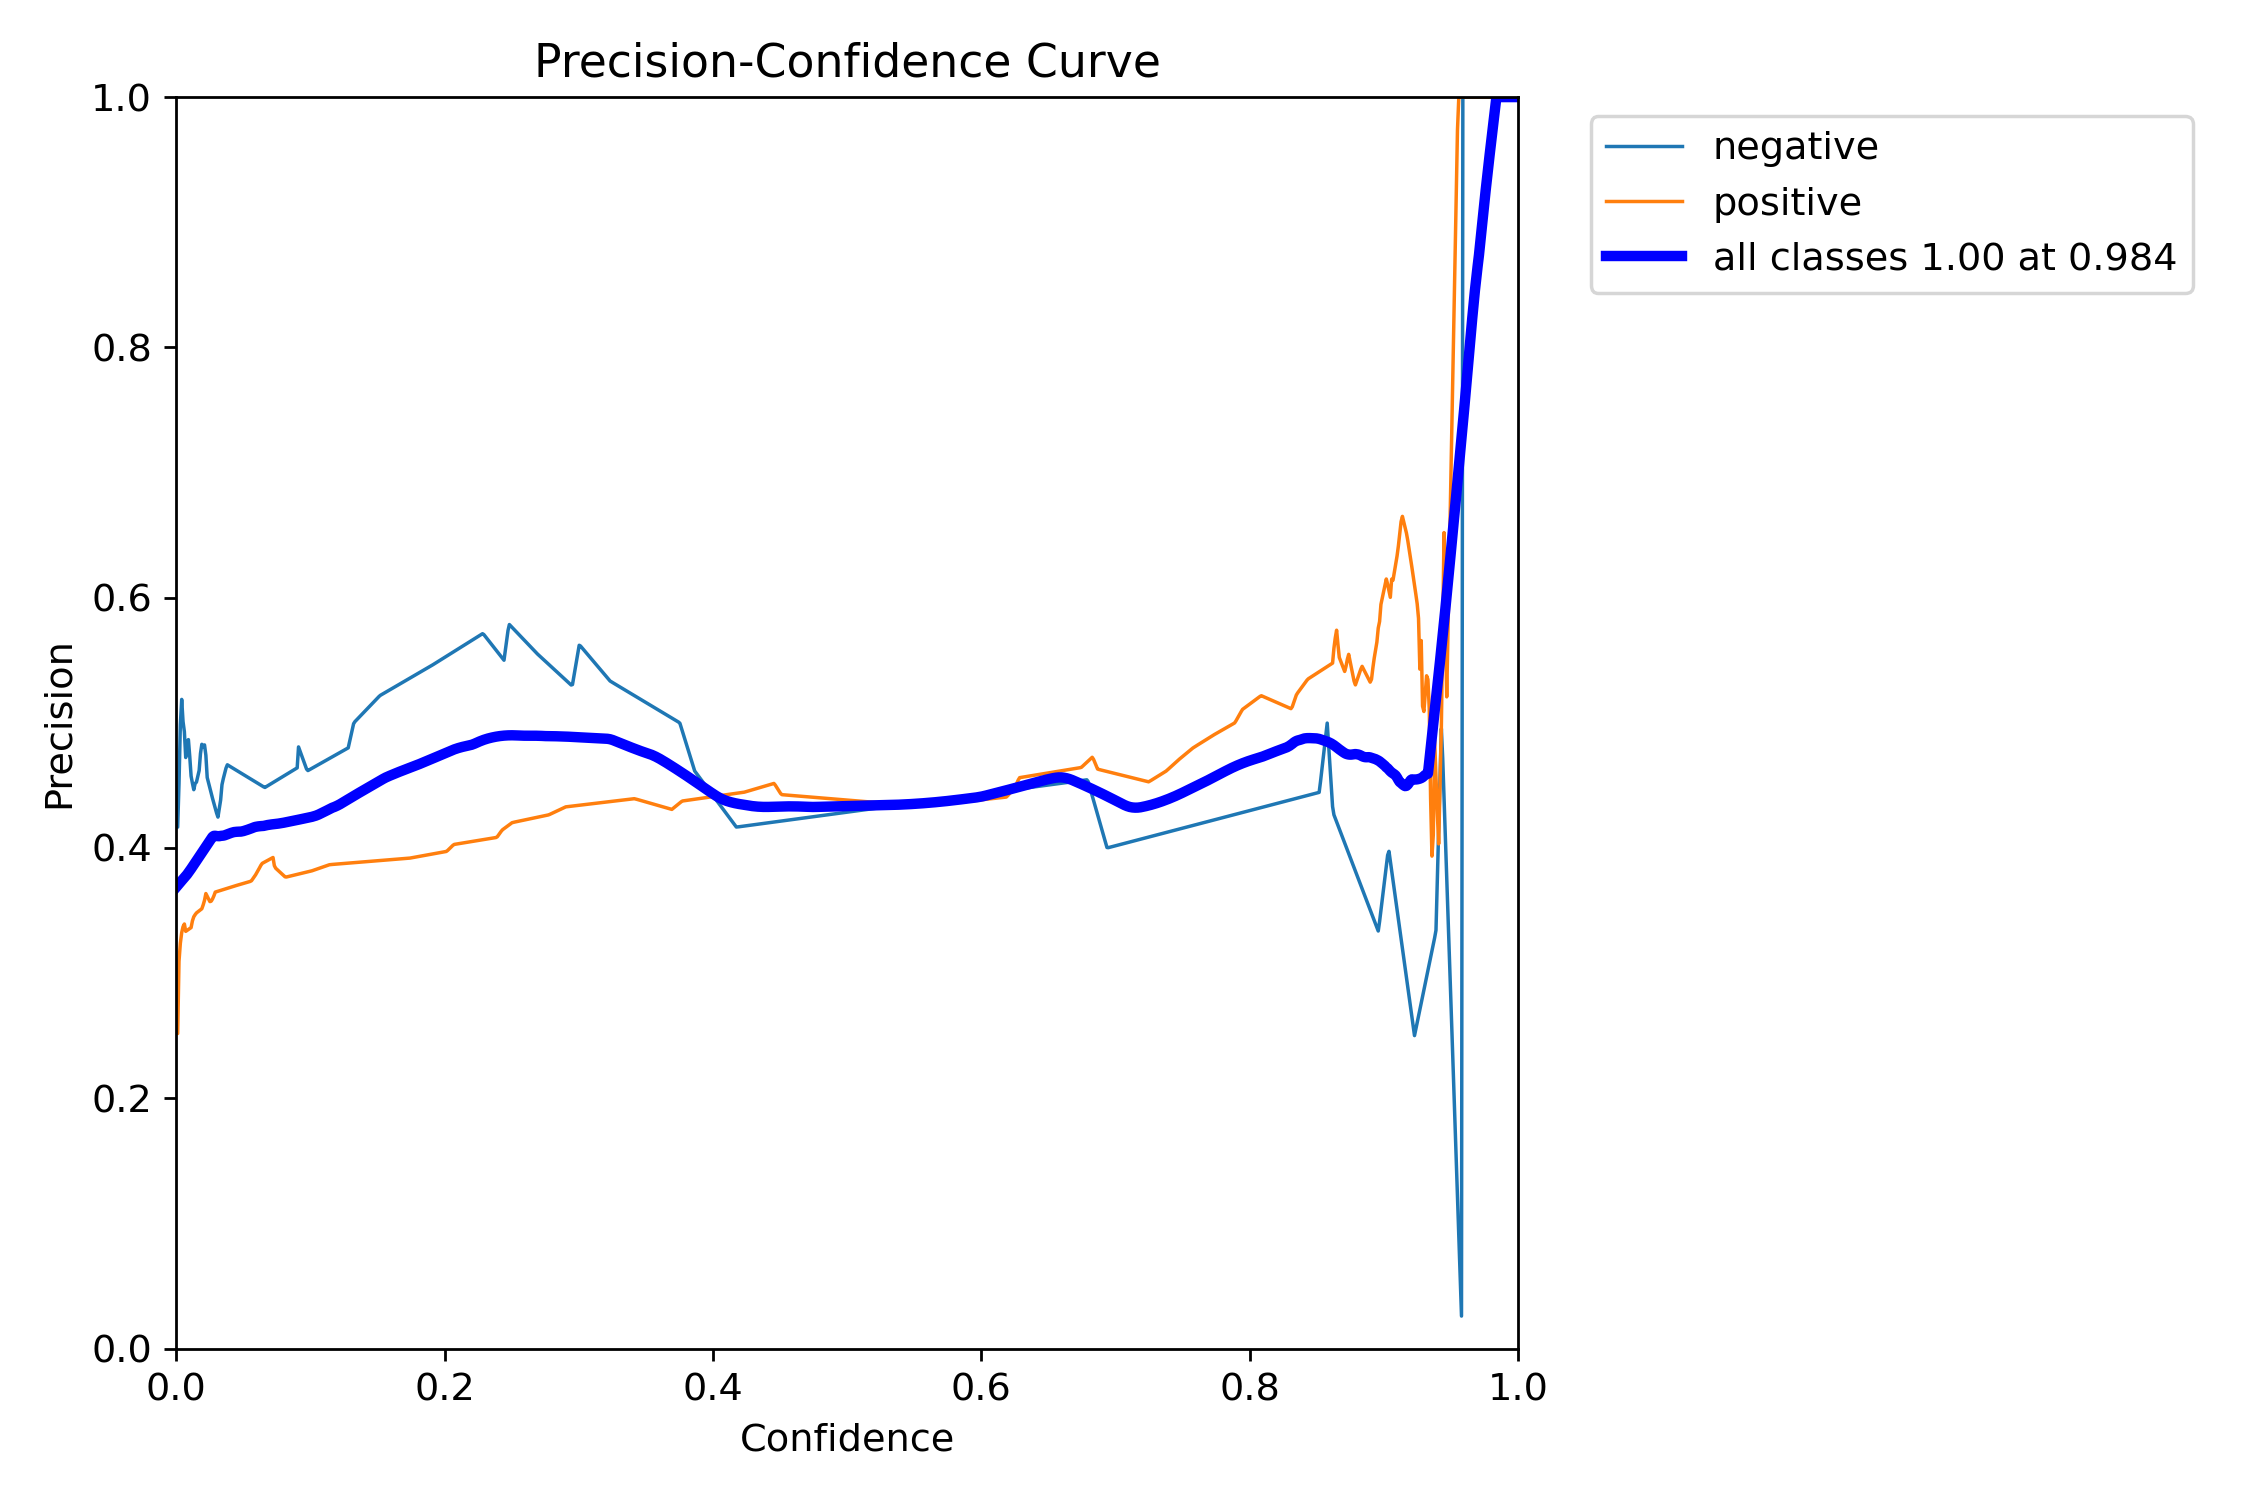 Precision-Confidence Curve
1.0
0.8
0.6
0.4
0.2
0.0
Precision
0.0 0.2 0.4 0.6 0.8 1.0
Confidence
negative
positive
all classes 1.00 at 0.984